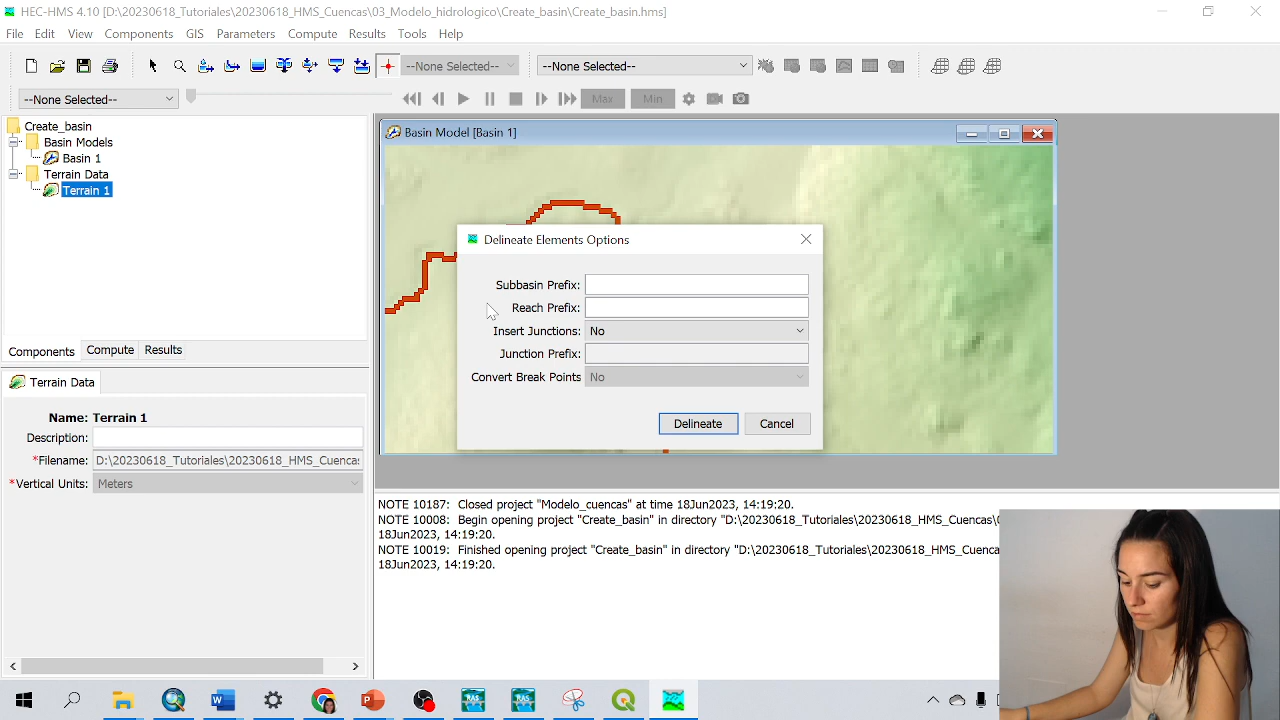 HEC-HMS 4.10 [D:\20230618_Tutoriales\20230618_HMS_Cuencas\03_Modelo_hidrologico\Create_basin\Create_basin.hms]
File Edit View Components GIS Parameters Compute Results Tools Help
--None Selected-- --None Selected--
--None Selected-- Max Min
Create_basin
Basin Models
Basin 1
Terrain Data
Terrain 1
Components Compute Results
Terrain Data
Name: Terrain 1
Description:
*Filename: D:\20230618_Tutoriales\20230618_HMS_Cuenca:
*Vertical Units: Meters
Basin Model [Basin 1]
Delineate Elements Options
Subbasin Prefix:
Reach Prefix:
Insert Junctions: No
Junction Prefix:
Convert Break Points No
Delineate Cancel
NOTE 10187: Closed project "Modelo_cuencas" at time 18Jun2023, 14:19:20.
NOTE 10008: Begin opening project "Create_basin" in directory "D:\20230618_Tutoriales\20230618_HMS_Cuencas\
18Jun2023, 14:19:20.
NOTE 10019: Finished opening project "Create_basin" in directory "D:\20230618_Tutoriales\20230618_HMS_Cuenca
18Jun2023, 14:19:20.
RAS RAS